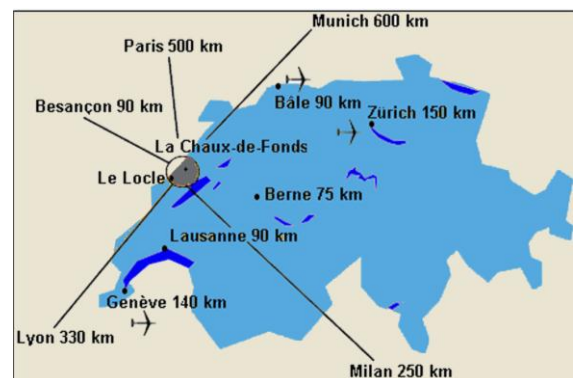 Munich 600 km
Paris 500 km
Besançon 90 km
Bâle 90 km
Zürich 150 km
La Chaux-de-Fonds
Le Locle
Berne 75 km
Lausanne 90 km
Genève 140 km
Lyon 330 km
Milan 250 km